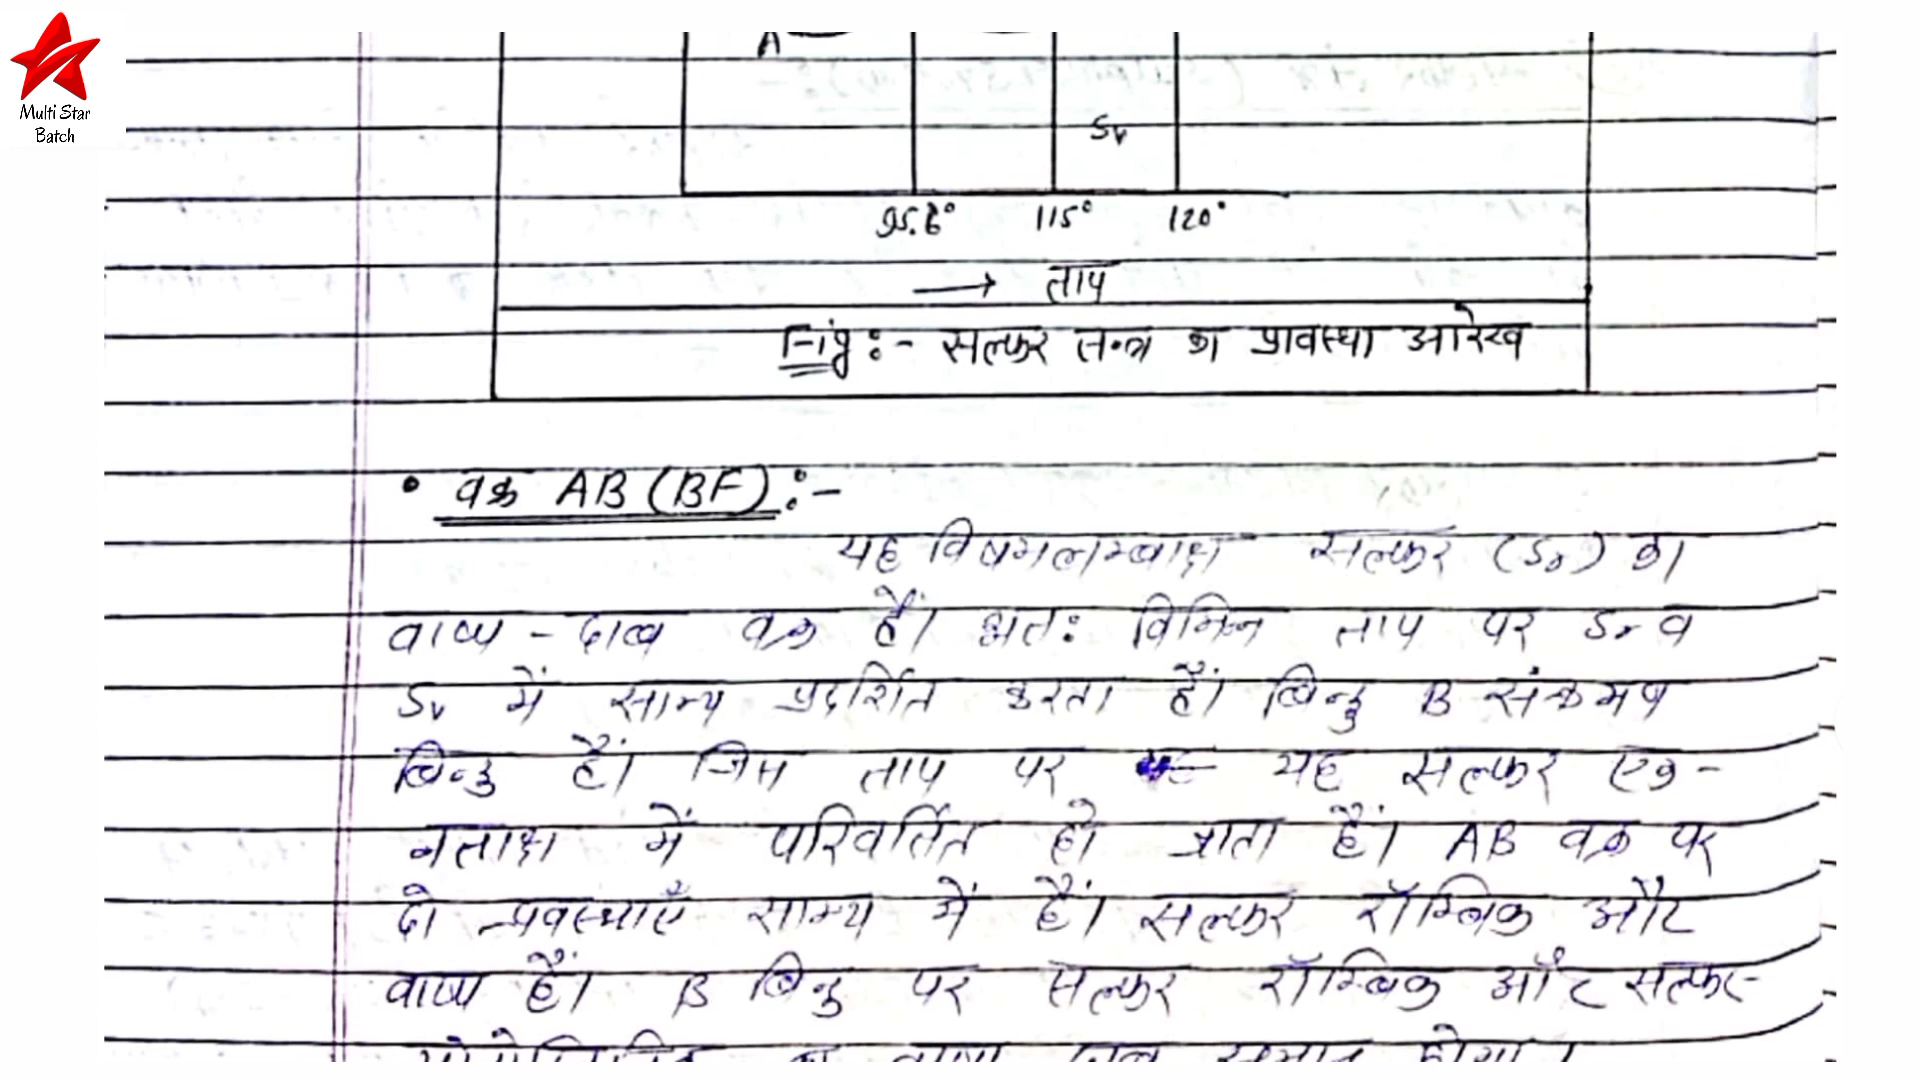 Multi Star
Batch
A
Sv
95.6° 115° 120°
→ ताप
Fig:- सल्फर तन्त्र का प्रावस्था आरेख
• वक्र AB (BF) :-
यह विषमलम्बाक्ष सल्फर (Sr) का
वाष्प - दाब वक्र हैं। अतः विभिन्न ताप पर Sr व
Sv में साम्य प्रदर्शित करता हैं। बिन्दु B संक्रमण
बिन्दु हैं। जिस ताप पर यह सल्फर एक-
नताक्ष में परिवर्तित हो जाता हैं। AB वक्र पर
दो प्रवस्थाएँ साम्य में हैं। सल्फर रॉम्बिक और
वाष्प हैं। B बिन्दु पर सल्फर रॉम्बिक और सल्फर-